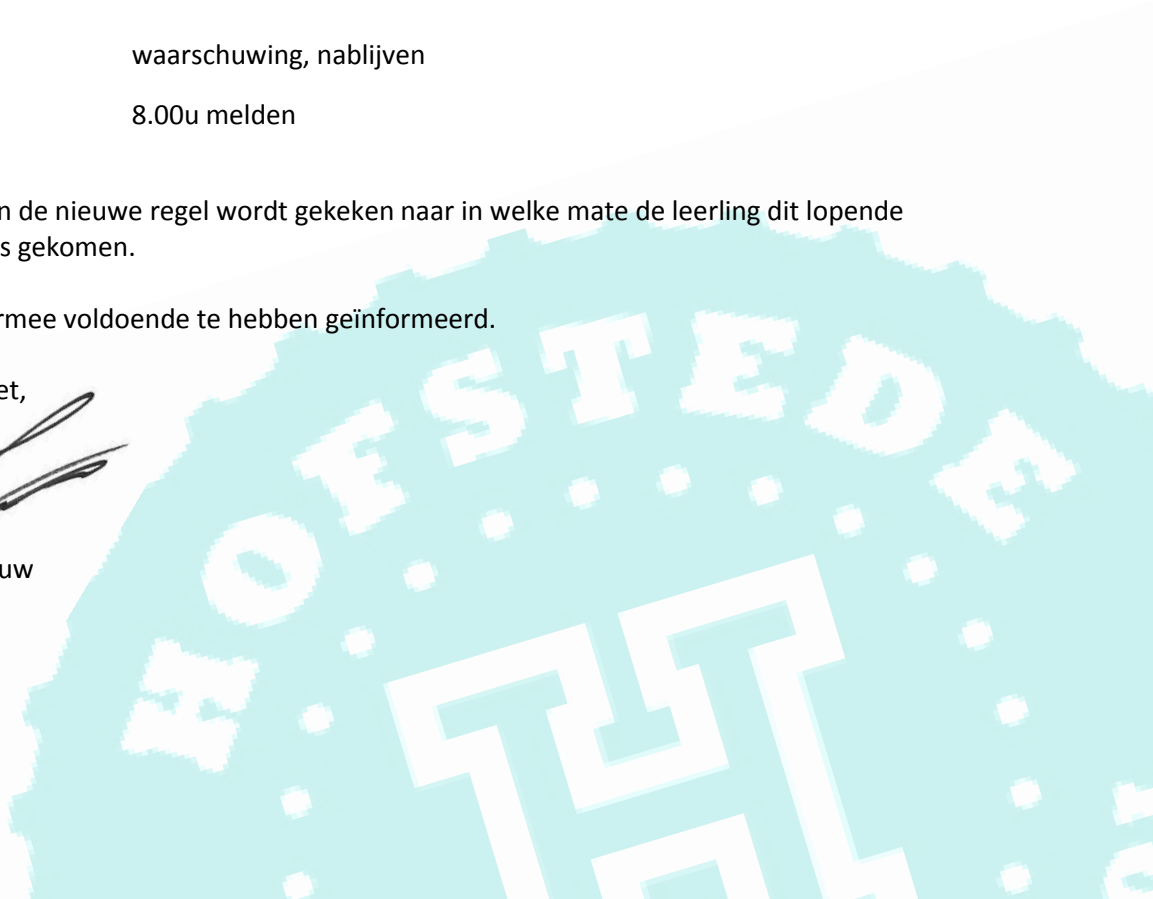 waarschuwing, nablijven
8.00u melden
n de nieuwe regel wordt gekeken naar in welke mate de leerling dit lopende
s gekomen.
rmee voldoende te hebben geïnformeerd.
et,
uw
HOFSTEDE
H